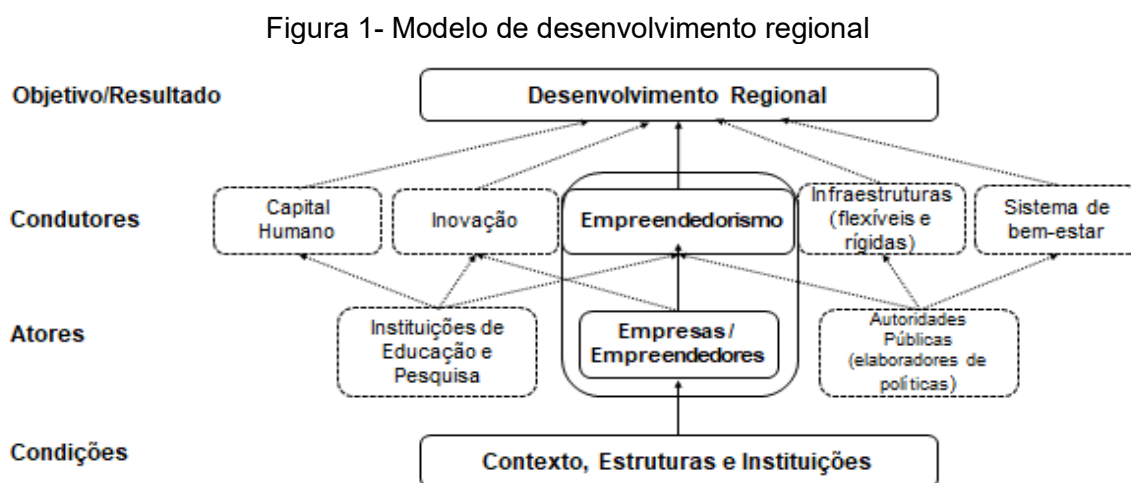 Figura 1- Modelo de desenvolvimento regional
Objetivo/Resultado
Desenvolvimento Regional
Condutores
Capital
Humano
Inovação
Empreendedorismo
Infraestruturas
(flexíveis e
rígidas)
Sistema de
bem-estar
Atores
Instituições de
Educação e
Pesquisa
Empresas /
Empreendedores
Autoridades
Públicas
(elaboradores de
políticas)
Condições
Contexto, Estruturas e Instituições